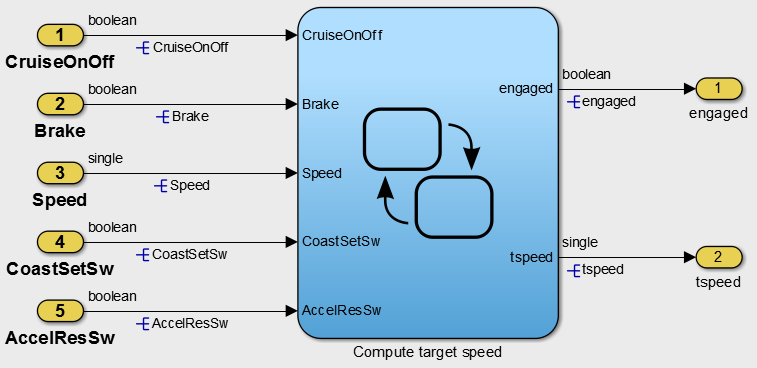 boolean
1 CruiseOnOff CruiseOnOff
CruiseOnOff
boolean
engaged boolean 1
2 Brake Brake
engaged
Brake
engaged
single
3 Speed Speed
Speed
boolean
4 CoastSetSw CoastSetSw
CoastSetSw
tspeed single 2
tspeed
tspeed
boolean
5 AccelResSw AccelResSw
AccelResSw
Compute target speed